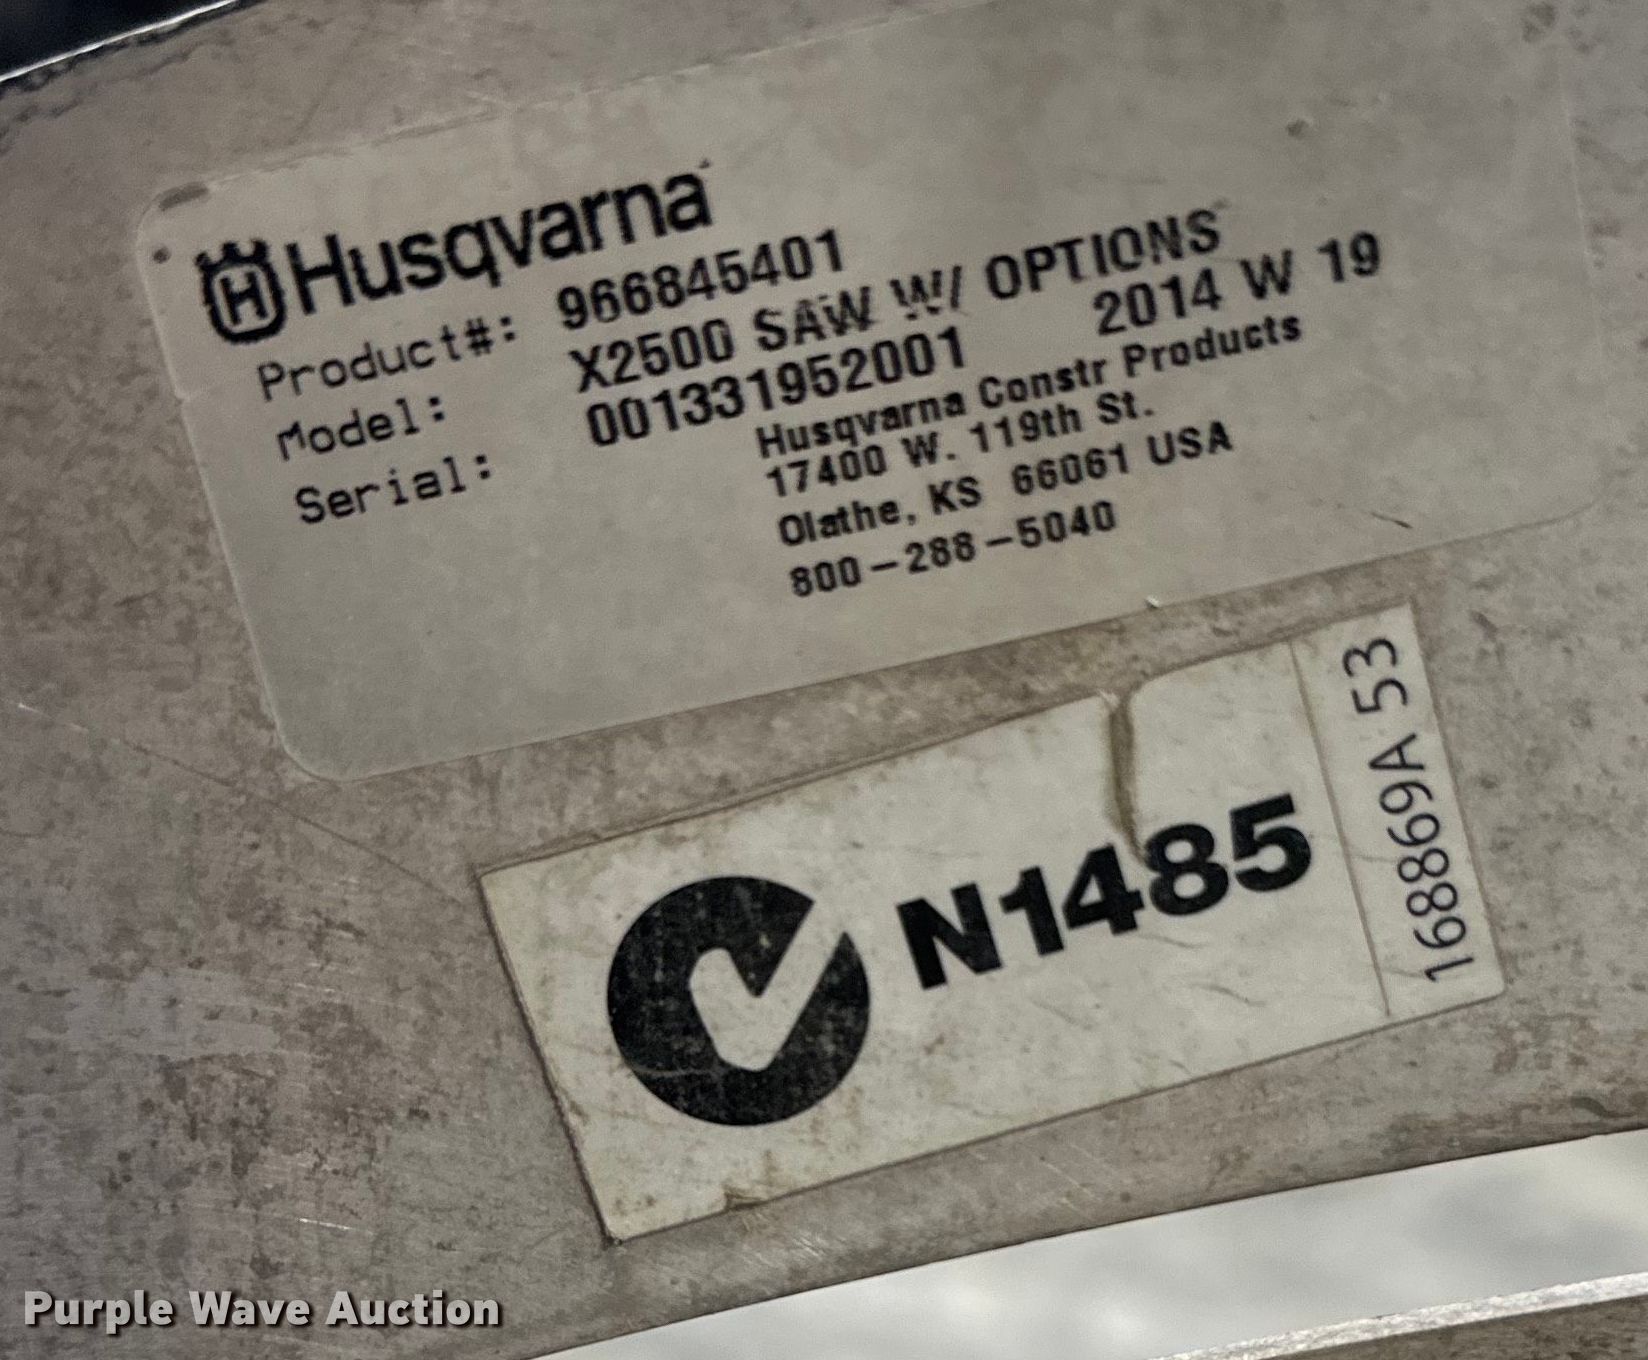 Husqvarna
Product#: 966845401
Model: X2500 SAW W/ OPTIONS
Serial: 001331952001 2014 W 19
Husqvarna Constr Products
17400 W. 119th St.
Olathe, KS 66061 USA
800-288-5040
N1485
168869A 53
Purple Wave Auction